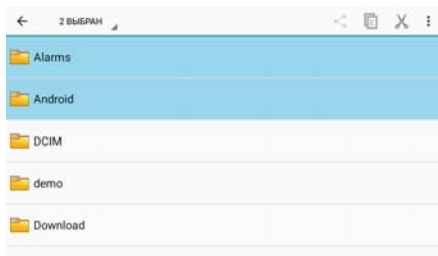 2 ВЫБРАН
Alarms
Android
DCIM
demo
Download